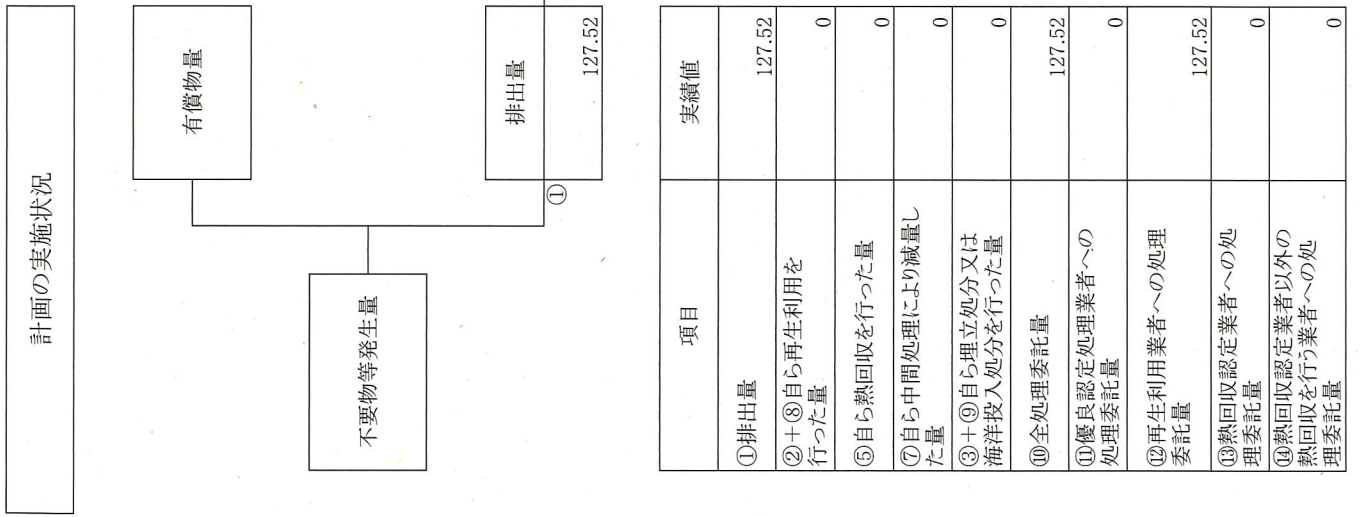 計画の実施状況
有償物量
不要物等発生量
排出量
①
127.52
項目
実績値
①排出量
127.52
②+⑧自ら再生利用を
行った量
0
⑤自ら熱回収を行った量
0
⑦自ら中間処理により減量し
た量
0
③+⑨自ら埋立処分又は
海洋投入処分を行った量
0
⑩全処理委託量
127.52
⑪優良認定処理業者への
処理委託量
0
⑫再生利用業者への処理
委託量
127.52
⑬熱回収認定業者への処
理委託量
0
⑭熱回収認定業者以外の
熱回収を行う業者への処
理委託量
0